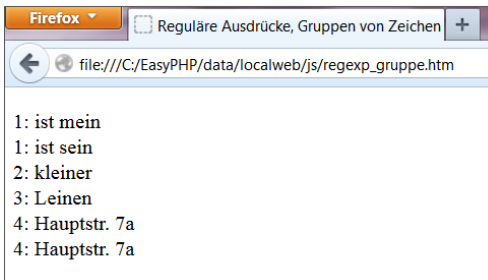 Firefox
Reguläre Ausdrücke, Gruppen von Zeichen
file:///C:/EasyPHP/data/localweb/js/regexp_gruppe.htm
1: ist mein
1: ist sein
2: kleiner
3: Leinen
4: Hauptstr. 7a
4: Hauptstr. 7a